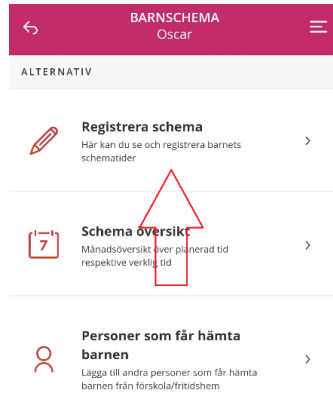 BARNSCHEMA
Oscar
ALTERNATIV
Registrera schema
Här kan du se och registrera barnets
schematider
7
Schema översikt
Månadsöversikt över planerad tid
respektive verklig tid
Personer som får hämta
barnen
Lägga till andra personer som får hämta
barnen från förskola/fritidshem